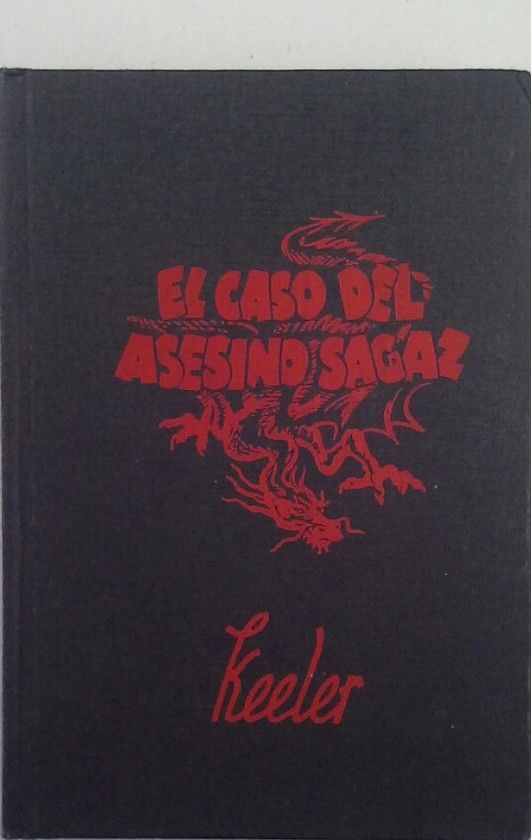 EL CASO DEL
ASESINO SAGAZ
Keeler